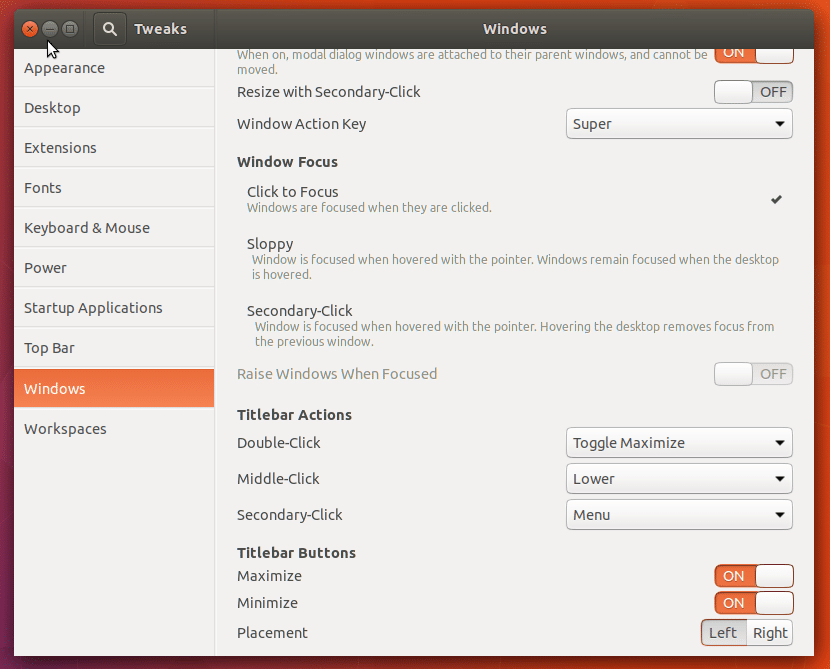 Tweaks
Windows
Appearance
Desktop
Extensions
Fonts
Keyboard & Mouse
Power
Startup Applications
Top Bar
Windows
Workspaces
When on, modal dialog windows are attached to their parent windows, and cannot be
moved.
ON
Resize with Secondary-Click
OFF
Window Action Key
Super
Window Focus
Click to Focus
Windows are focused when they are clicked.
Sloppy
Window is focused when hovered with the pointer. Windows remain focused when the desktop
is hovered.
Secondary-Click
Window is focused when hovered with the pointer. Hovering the desktop removes focus from
the previous window.
Raise Windows When Focused
OFF
Titlebar Actions
Double-Click
Toggle Maximize
Middle-Click
Lower
Secondary-Click
Menu
Titlebar Buttons
Maximize
ON
Minimize
ON
Placement
Left
Right